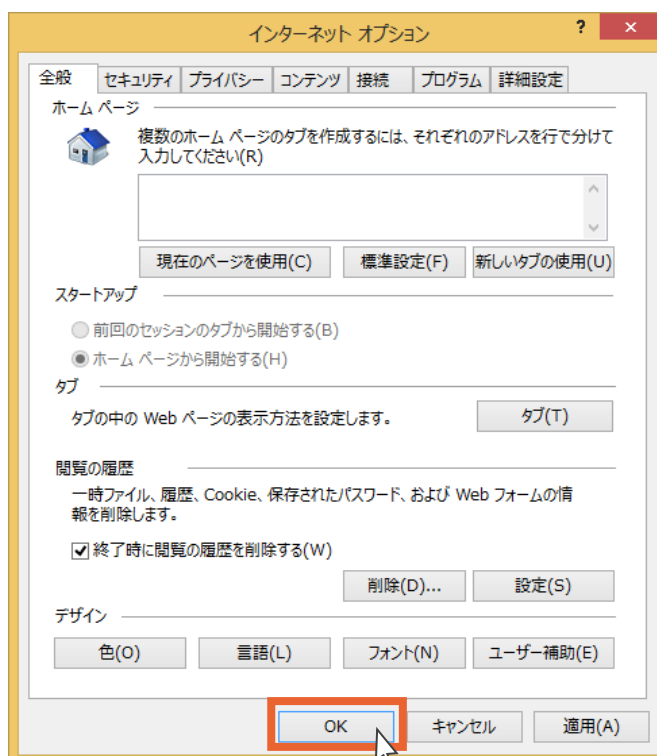 インターネット オプション
?
×
全般 セキュリティ プライバシー コンテンツ 接続 プログラム 詳細設定
ホーム ページ
複数のホーム ページのタブを作成するには、それぞれのアドレスを行で分けて
入力してください(R)
現在のページを使用(C) 標準設定(F) 新しいタブの使用(U)
スタートアップ
前回のセッションのタブから開始する(B)
ホーム ページから開始する(H)
タブ
タブの中の Web ページの表示方法を設定します。 タブ(T)
閲覧の履歴
一時ファイル、履歴、Cookie、保存されたパスワード、および Web フォームの情
報を削除します。
終了時に閲覧の履歴を削除する(W)
削除(D)... 設定(S)
デザイン
色(O) 言語(L) フォント(N) ユーザー補助(E)
OK キャンセル 適用(A)